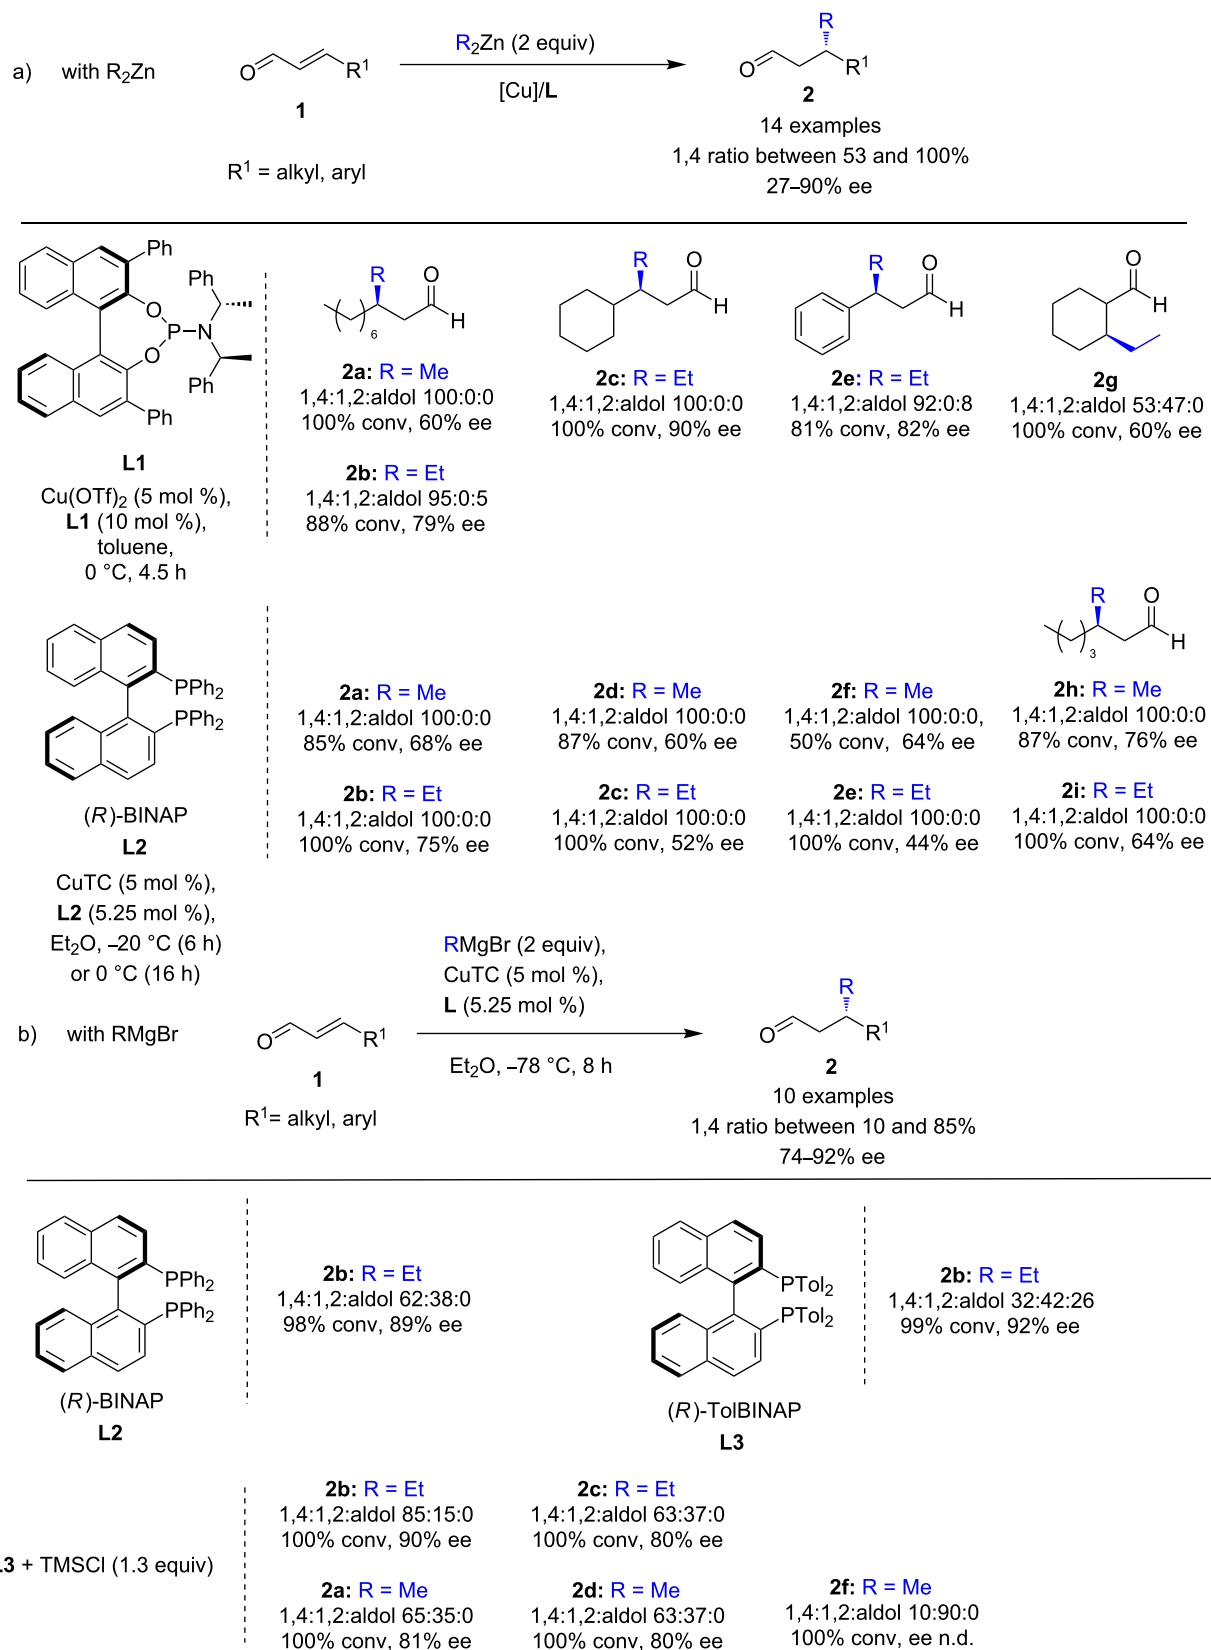 a) with R2Zn
O
R1
1
R1 = alkyl, aryl
R2Zn (2 equiv)
[Cu]/L
R
O
R1
2
14 examples
1,4 ratio between 53 and 100%
27–90% ee
Ph
O
P
N
O
Ph
Ph
Ph
L1
Cu(OTf)2 (5 mol %),
L1 (10 mol %),
toluene,
0 °C, 4.5 h
R
O
H
6
2a: R = Me
1,4:1,2:aldol 100:0:0
100% conv, 60% ee
2b: R = Et
1,4:1,2:aldol 95:0:5
88% conv, 79% ee
R
O
H
2c: R = Et
1,4:1,2:aldol 100:0:0
100% conv, 90% ee
R
O
H
2e: R = Et
1,4:1,2:aldol 92:0:8
81% conv, 82% ee
O
H
2g
1,4:1,2:aldol 53:47:0
100% conv, 60% ee
PPh2
PPh2
(R)-BINAP
L2
CuTC (5 mol %),
L2 (5.25 mol %),
Et2O, –20 °C (6 h)
or 0 °C (16 h)
2a: R = Me
1,4:1,2:aldol 100:0:0
85% conv, 68% ee
2b: R = Et
1,4:1,2:aldol 100:0:0
100% conv, 75% ee
2d: R = Me
1,4:1,2:aldol 100:0:0
87% conv, 60% ee
2c: R = Et
1,4:1,2:aldol 100:0:0
100% conv, 52% ee
2f: R = Me
1,4:1,2:aldol 100:0:0,
50% conv, 64% ee
2e: R = Et
1,4:1,2:aldol 100:0:0
100% conv, 44% ee
R
O
H
3
2h: R = Me
1,4:1,2:aldol 100:0:0
87% conv, 76% ee
2i: R = Et
1,4:1,2:aldol 100:0:0
100% conv, 64% ee
b) with RMgBr
O
R1
1
R1= alkyl, aryl
RMgBr (2 equiv),
CuTC (5 mol %),
L (5.25 mol %)
Et2O, –78 °C, 8 h
R
O
R1
2
10 examples
1,4 ratio between 10 and 85%
74–92% ee
PPh2
PPh2
(R)-BINAP
L2
2b: R = Et
1,4:1,2:aldol 62:38:0
98% conv, 89% ee
PTol2
PTol2
(R)-TolBINAP
L3
2b: R = Et
1,4:1,2:aldol 32:42:26
99% conv, 92% ee
L3 + TMSCl (1.3 equiv)
2b: R = Et
1,4:1,2:aldol 85:15:0
100% conv, 90% ee
2c: R = Et
1,4:1,2:aldol 63:37:0
100% conv, 80% ee
2a: R = Me
1,4:1,2:aldol 65:35:0
100% conv, 81% ee
2d: R = Me
1,4:1,2:aldol 63:37:0
100% conv, 80% ee
2f: R = Me
1,4:1,2:aldol 10:90:0
100% conv, ee n.d.